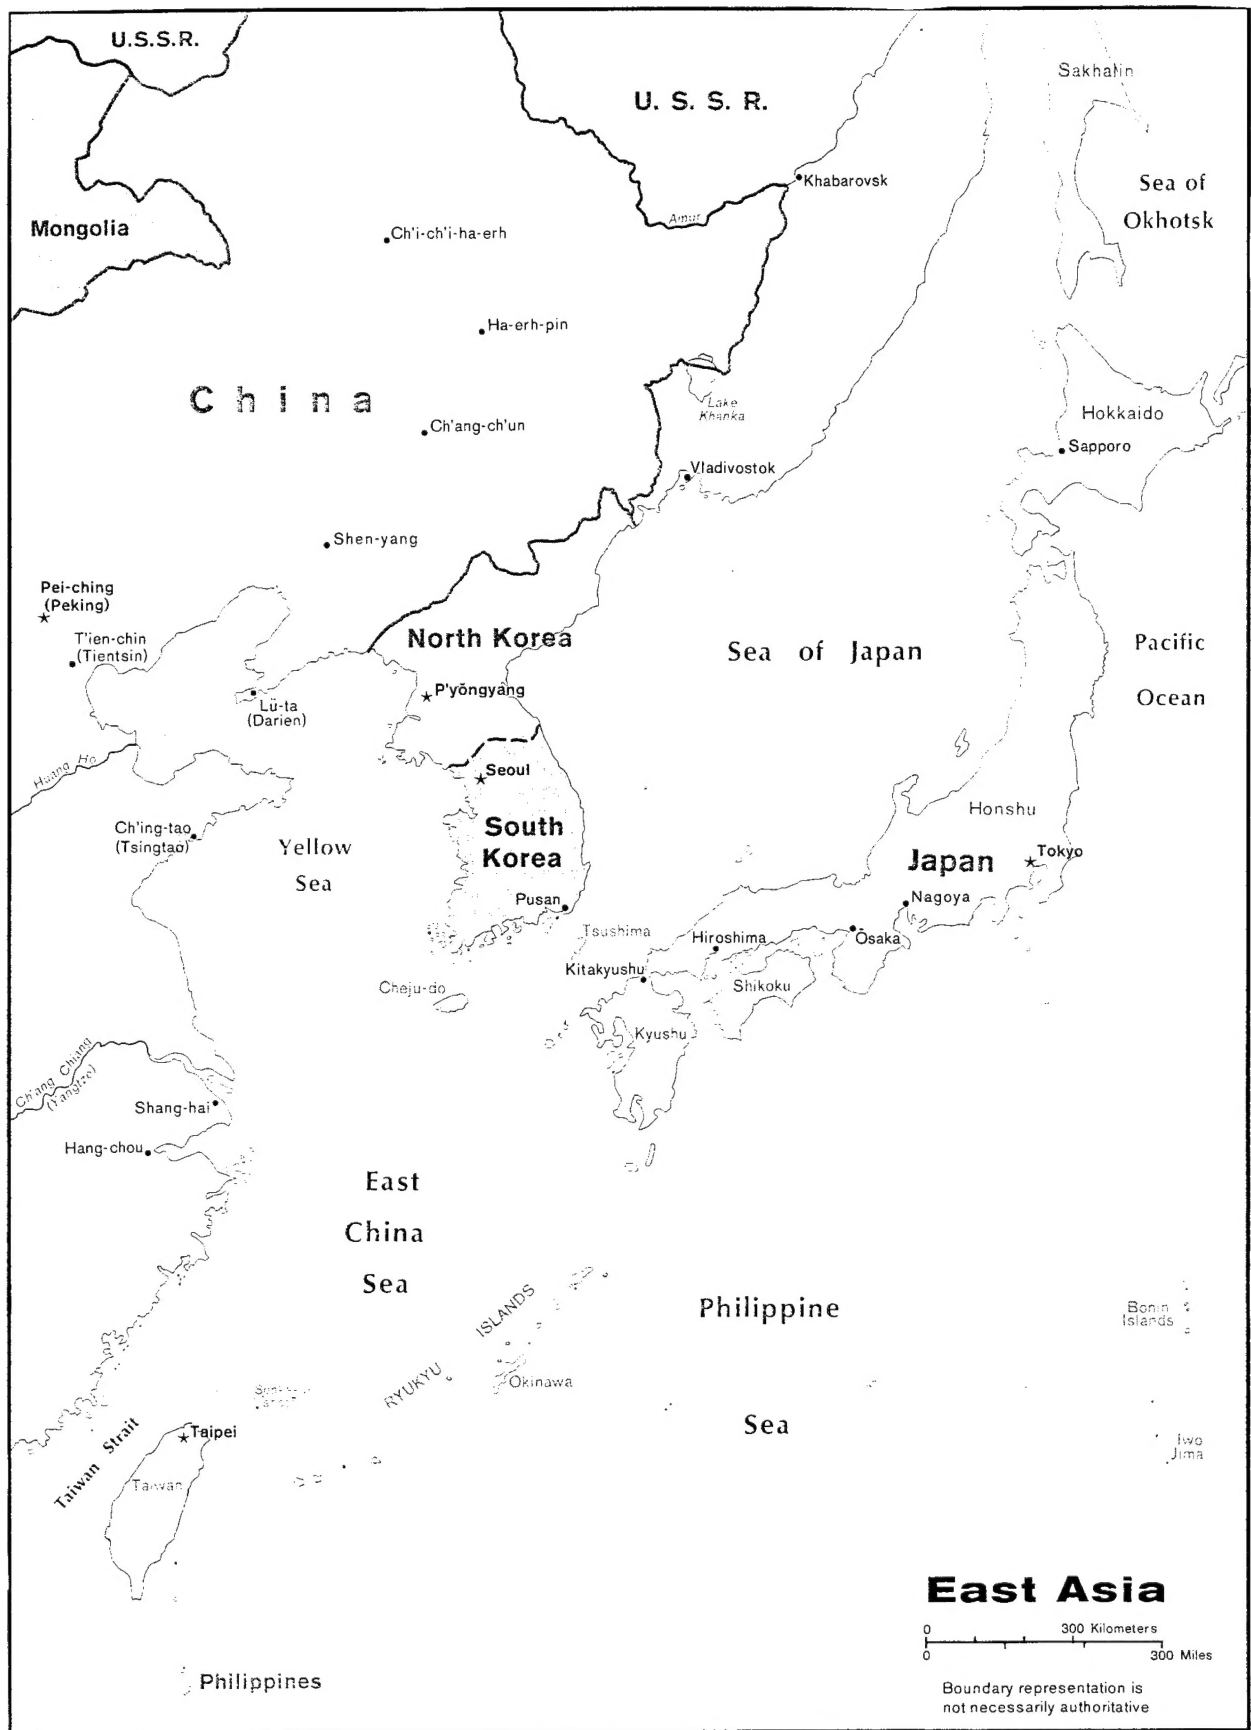 U.S.S.R.
U. S. S. R.
Sakhalin
Khabarovsk
Sea of
Okhotsk
Amur
Mongolia
Ch'i-ch'i-ha-erh
Ha-erh-pin
China
Lake
Khanka
Hokkaido
Ch'ang-ch'un
Sapporo
Vladivostok
Shen-yang
Pei-ching
(Peking)
T'ien-chin
(Tientsin)
North Korea
Sea of Japan
Pacific
Ocean
P'yŏngyang
Lü-ta
(Darien)
Huang Ho
Seoul
Honshu
Ch'ing-tao
(Tsingtao)
Yellow
Sea
South
Korea
Japan
Tokyo
Pusan
Nagoya
Tsushima
Hiroshima
Ōsaka
Kitakyushu
Cheju-do
Shikoku
Kyushu
Ch'ang Chiang
(Yangtze)
Shang-hai
Hang-chou
East
China
Sea
RYUKYU ISLANDS
Philippine
Sea
Bonin
Islands
Okinawa
Taiwan Strait
Taipei
Taiwan
Iwo
Jima
East Asia
0 300 Kilometers
0 300 Miles
Philippines
Boundary representation is
not necessarily authoritative